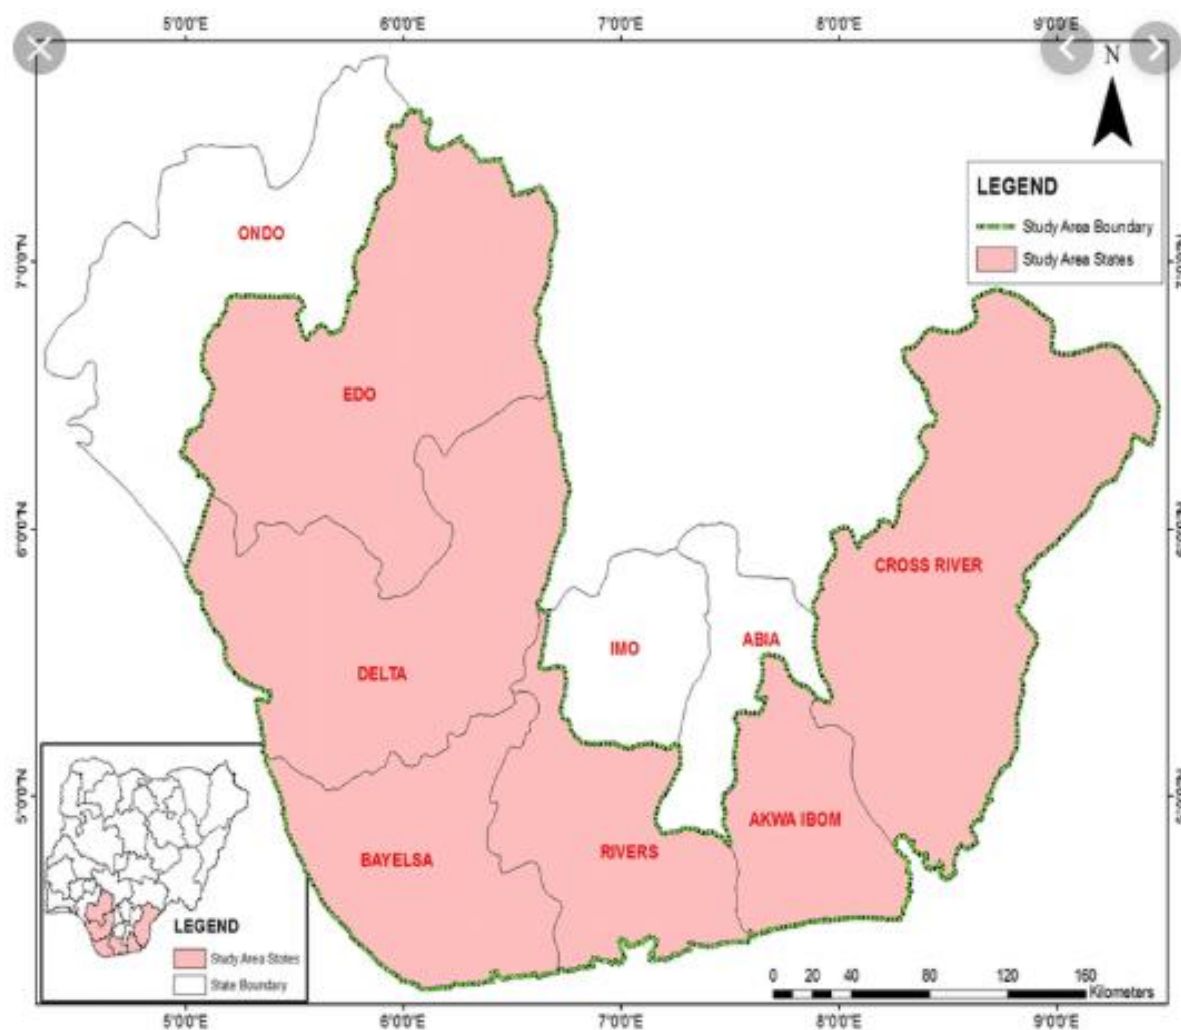 5°0'0"E 6°0'0"E 7°0'0"E 8°0'0"E 9°0'0"E
N
LEGEND
Study Area Boundary
Study Area States
7°0'0"N
ONDO
EDO
6°0'0"N
CROSS RIVER
IMO
ABIA
DELTA
5°0'0"N
AKWA IBOM
RIVERS
BAYELSA
LEGEND
Study Area States
State Boundary
0 20 40 80 120 160
Kilometers
5°0'0"E 6°0'0"E 7°0'0"E 8°0'0"E 9°0'0"E